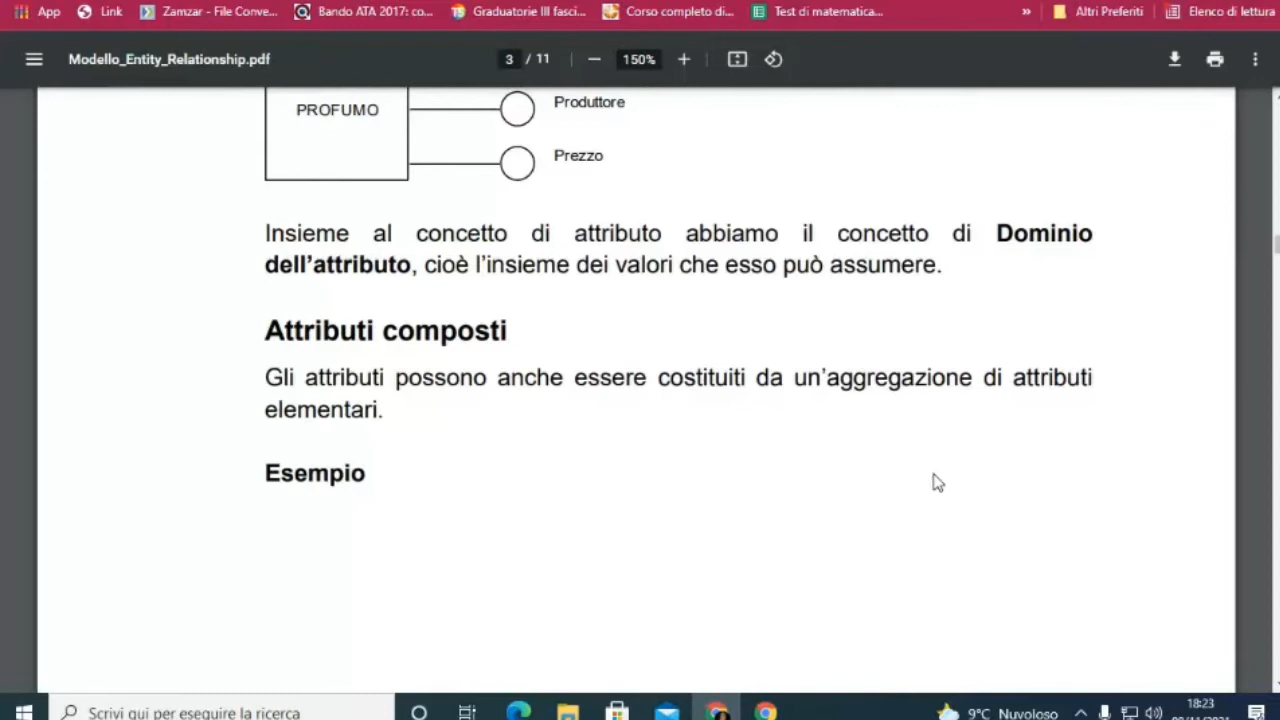 App Link Zamzar - File Conve... Bando ATA 2017: co... Graduatorie III fasci... Corso completo di... Test di matematica... » Altri Preferiti Elenco di lettura
Modello_Entity_Relationship.pdf 3 / 11 150%
PROFUMO
Produttore
Prezzo
Insieme al concetto di attributo abbiamo il concetto di Dominio
dell'attributo, cioè l'insieme dei valori che esso può assumere.
Attributi composti
Gli attributi possono anche essere costituiti da un'aggregazione di attributi
elementari.
Esempio
18:23
Scrivi qui per eseguire la ricerca 9°C Nuvoloso